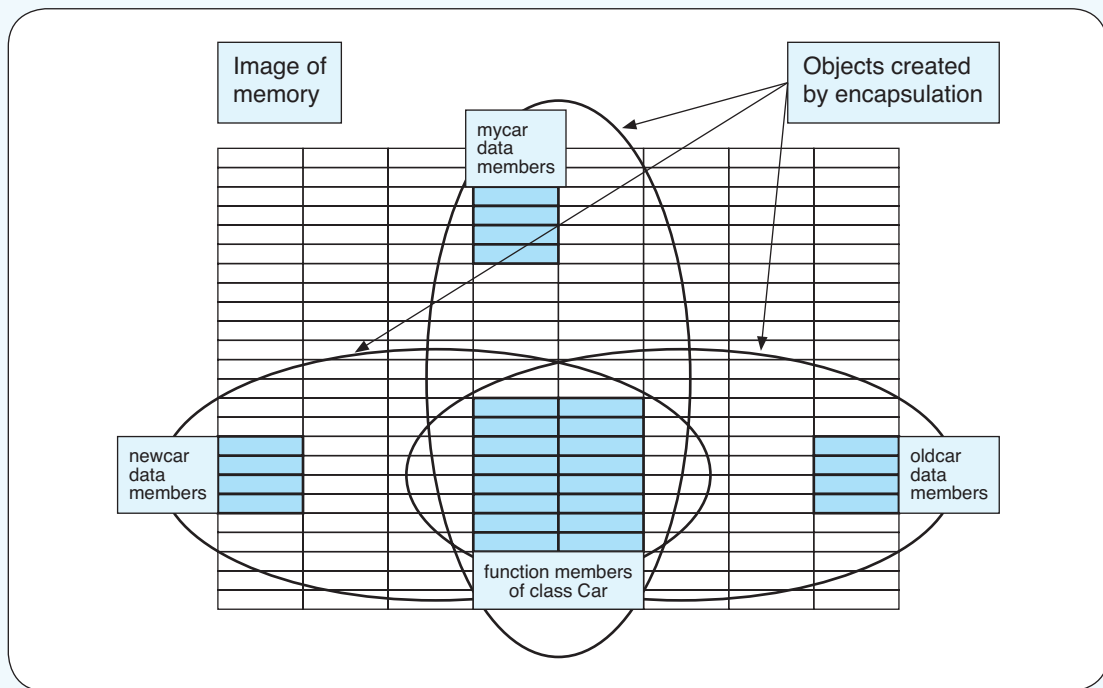 Image of
memory
Objects created
by encapsulation
mycar
data
members
newcar
data
members
oldcar
data
members
function members
of class Car